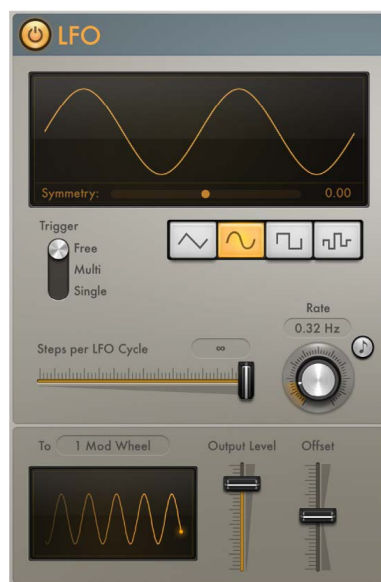 LFO
Symmetry: 0.00
Trigger
Free
Multi
Single
Rate
0.32 Hz
Steps per LFO Cycle ∞
To 1 Mod Wheel Output Level Offset